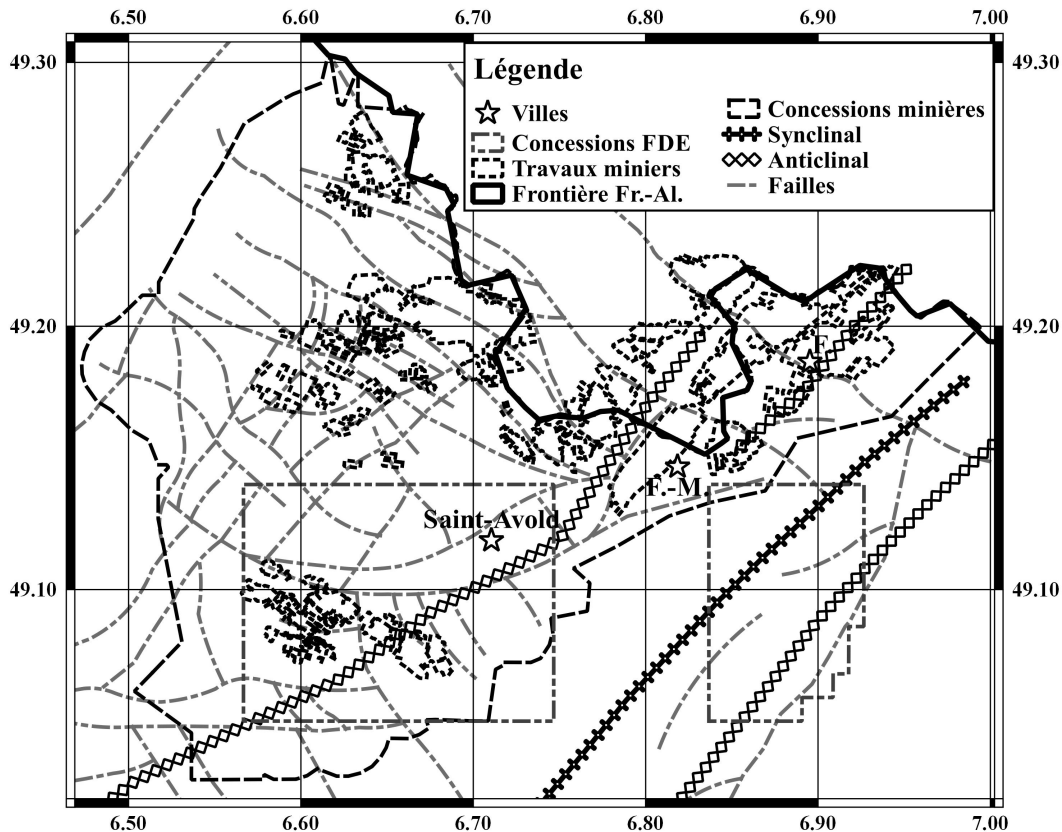 6.50 6.60 6.70 6.80 6.90 7.00
49.30 49.30
Légende
Villes
Concessions FDE
Travaux miniers
Frontière Fr.-Al.
Concessions minières
Synclinal
Anticlinal
Failles
49.20 49.20
F.
F.-M.
Saint-Avold
49.10 49.10
6.50 6.60 6.70 6.80 6.90 7.00